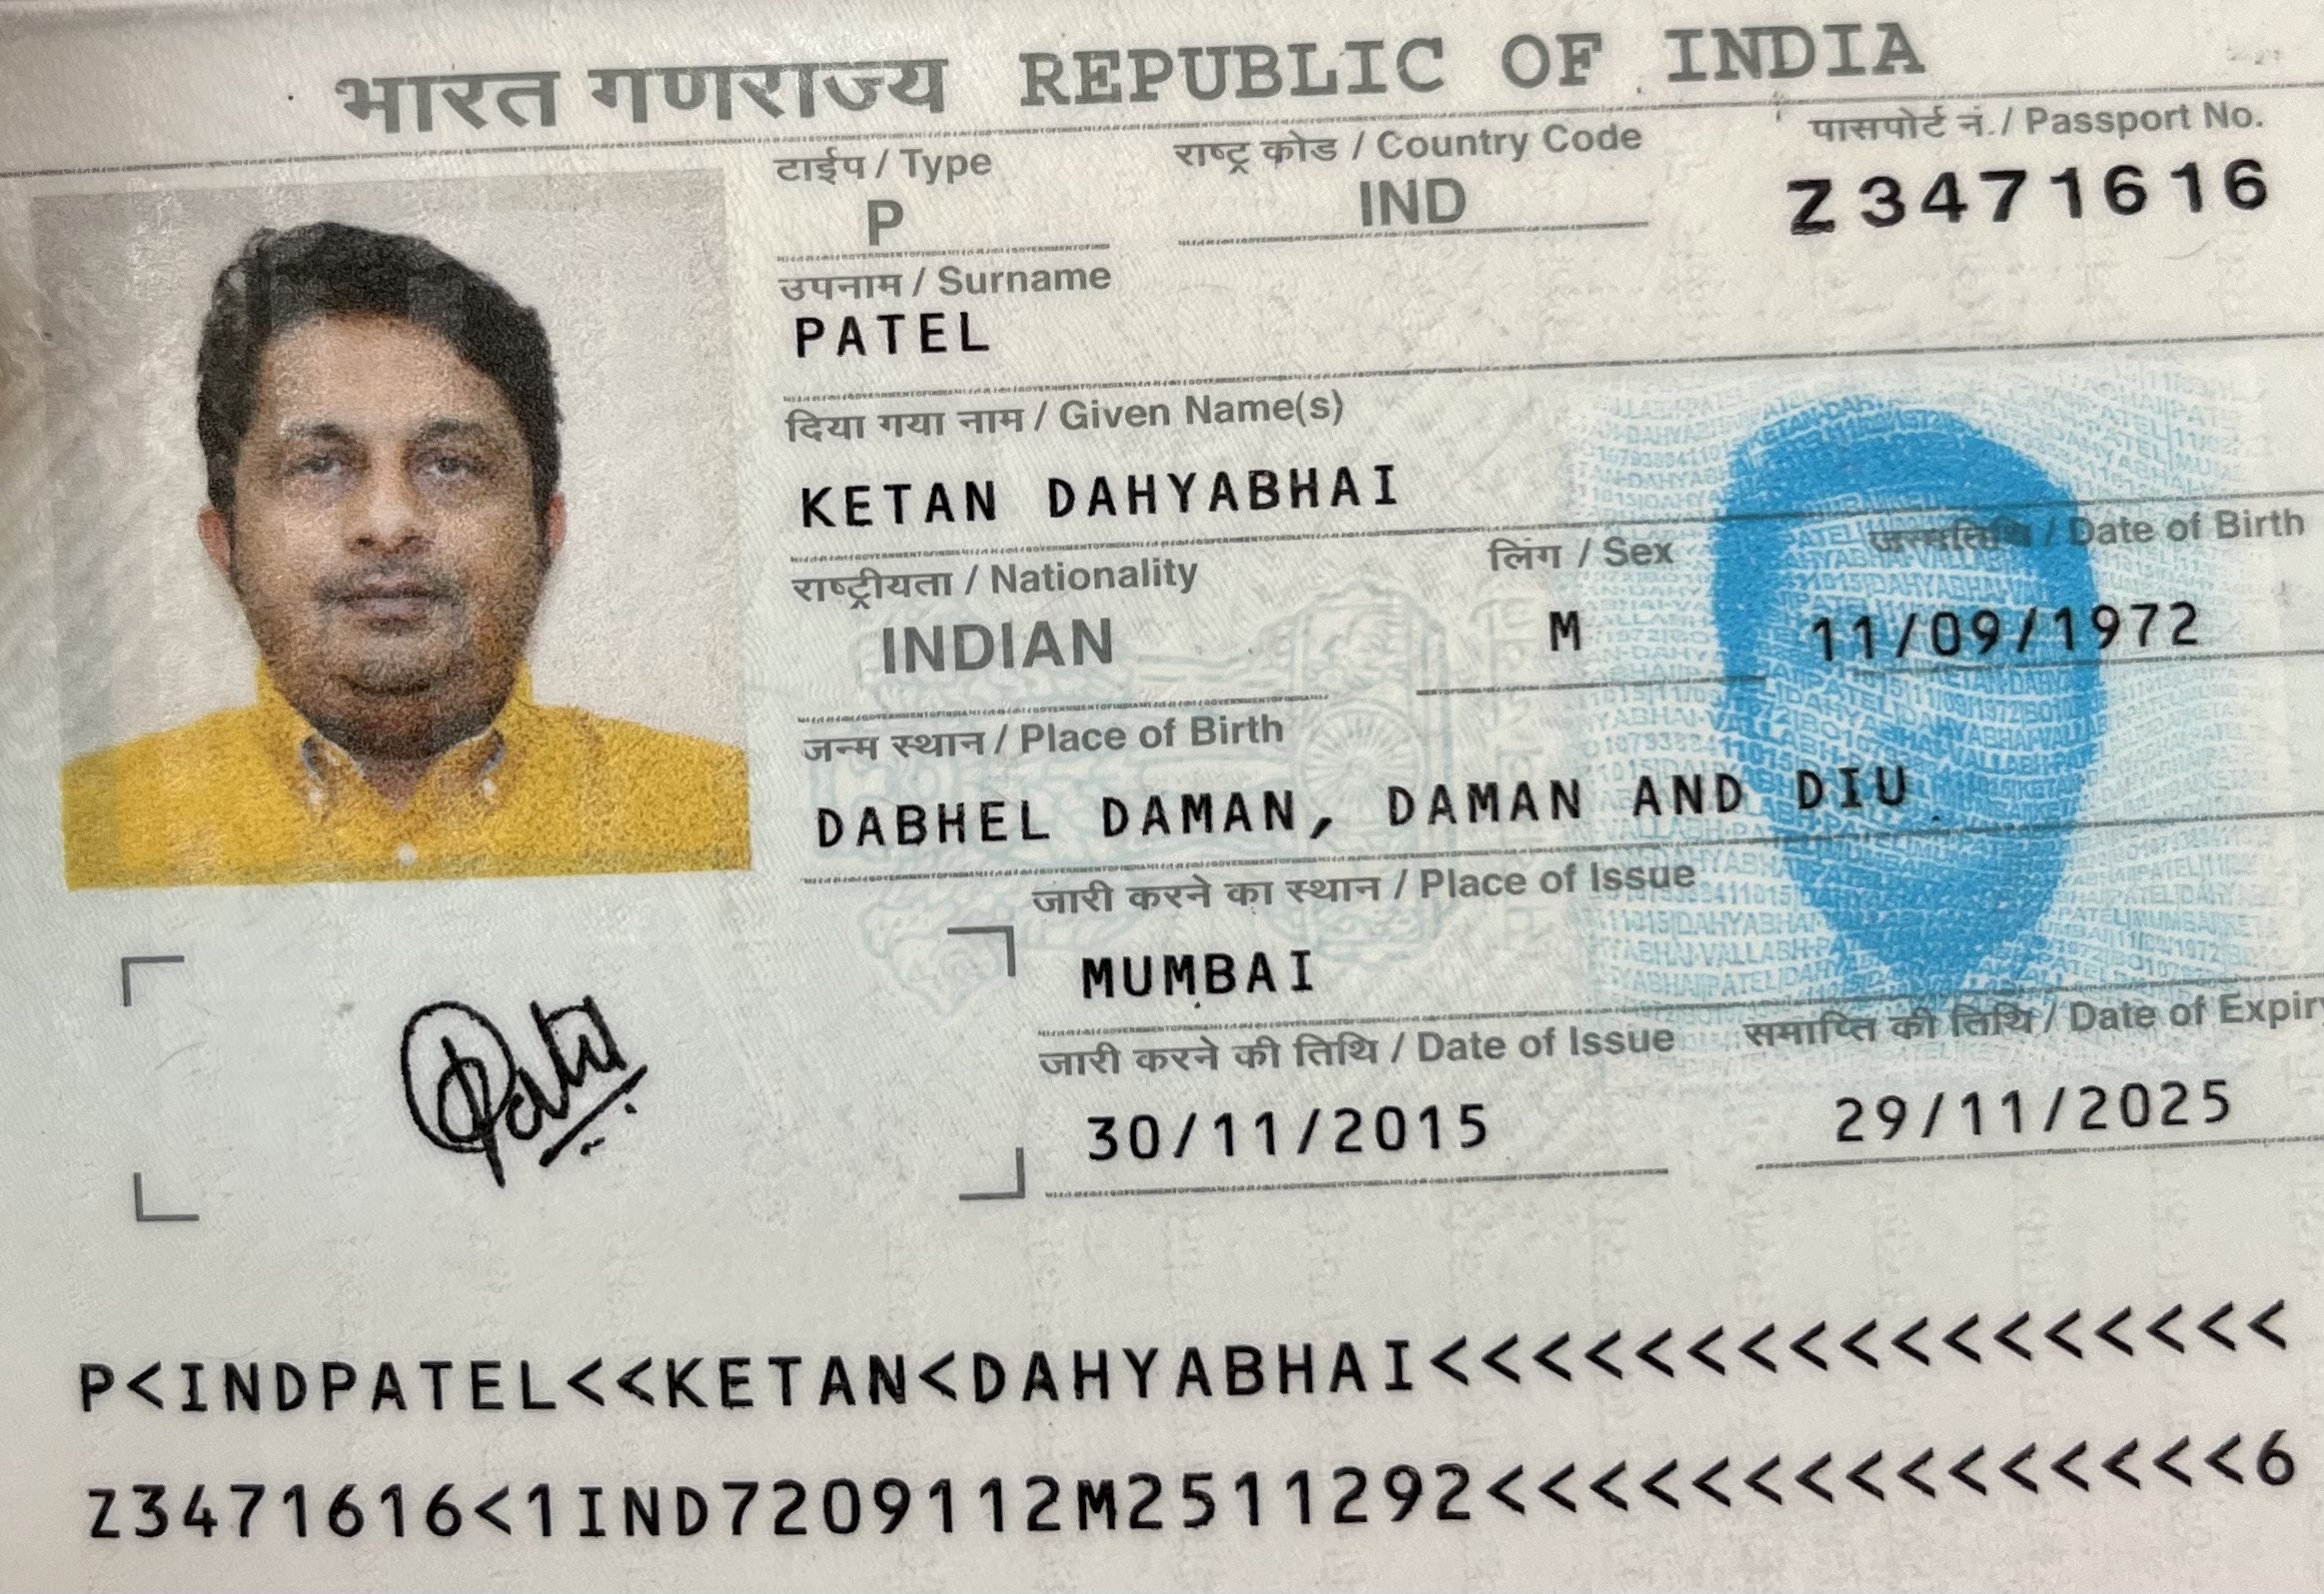 भारत गणराज्य REPUBLIC OF INDIA
टाईप / Type राष्ट्र कोड / Country Code पासपोर्ट नं. / Passport No.
P IND Z3471616
उपनाम / Surname
PATEL
दिया गया नाम / Given Name(s)
KETAN DAHYABHAI
राष्ट्रीयता / Nationality लिंग / Sex जन्मतिथि / Date of Birth
INDIAN M 11/09/1972
जन्म स्थान / Place of Birth
DABHEL DAMAN, DAMAN AND DIU
जारी करने का स्थान / Place of Issue
MUMBAI
जारी करने की तिथि / Date of Issue समाप्ति की तिथि / Date of Expiry
30/11/2015 29/11/2025
P<INDPATEL<<KETAN<DAHYABHAI<<<<<<<<<<<<<<<<<
Z3471616<1IND7209112M2511292<<<<<<<<<<<<<<<6